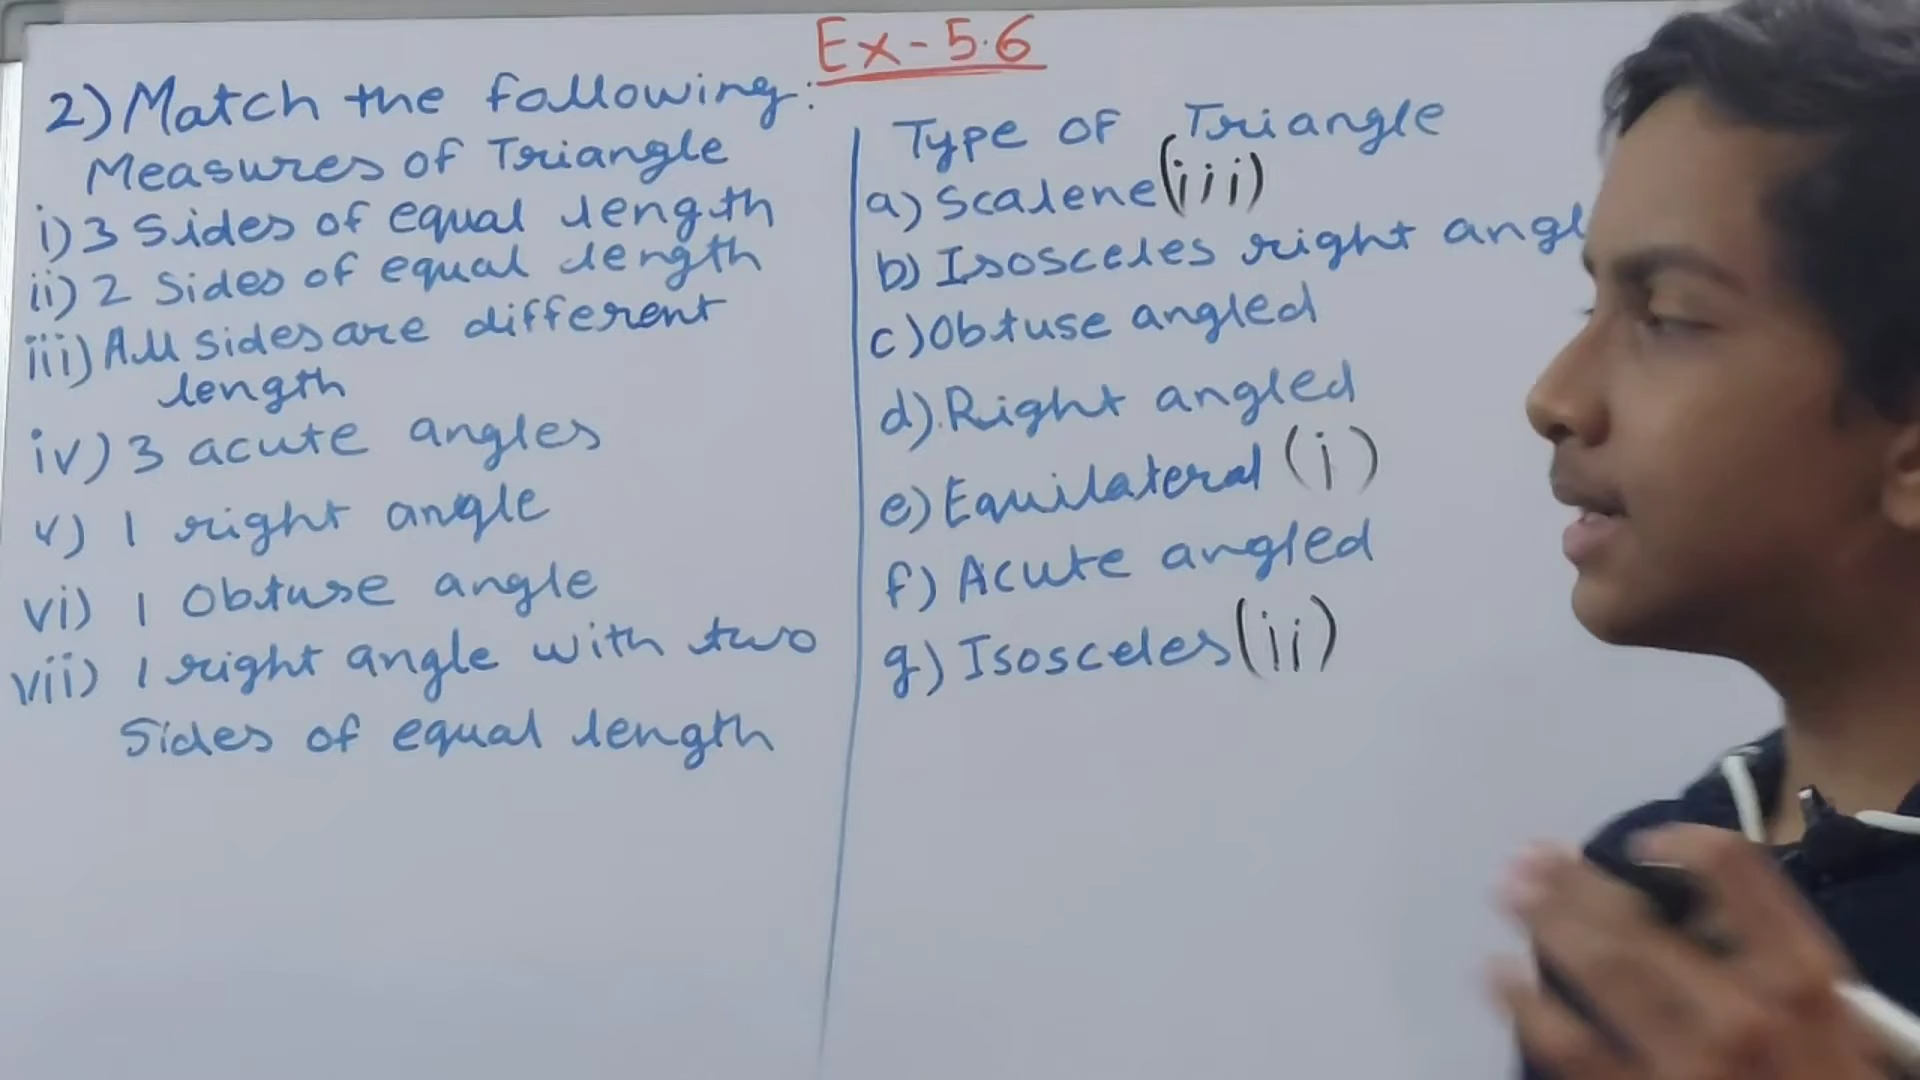 Ex-5.6
2) Match the following:
Measures of Triangle
i) 3 Sides of equal length
ii) 2 Sides of equal length
iii) All sides are different
length
iv) 3 acute angles
v) 1 right angle
vi) 1 Obtuse angle
vii) 1 right angle with two
Sides of equal length
Type of Triangle
a) Scalene (iii)
b) Isosceles right angl
c) Obtuse angled
d). Right angled
e) Equilateral (i)
f) Acute angled
g) Isosceles (ii)